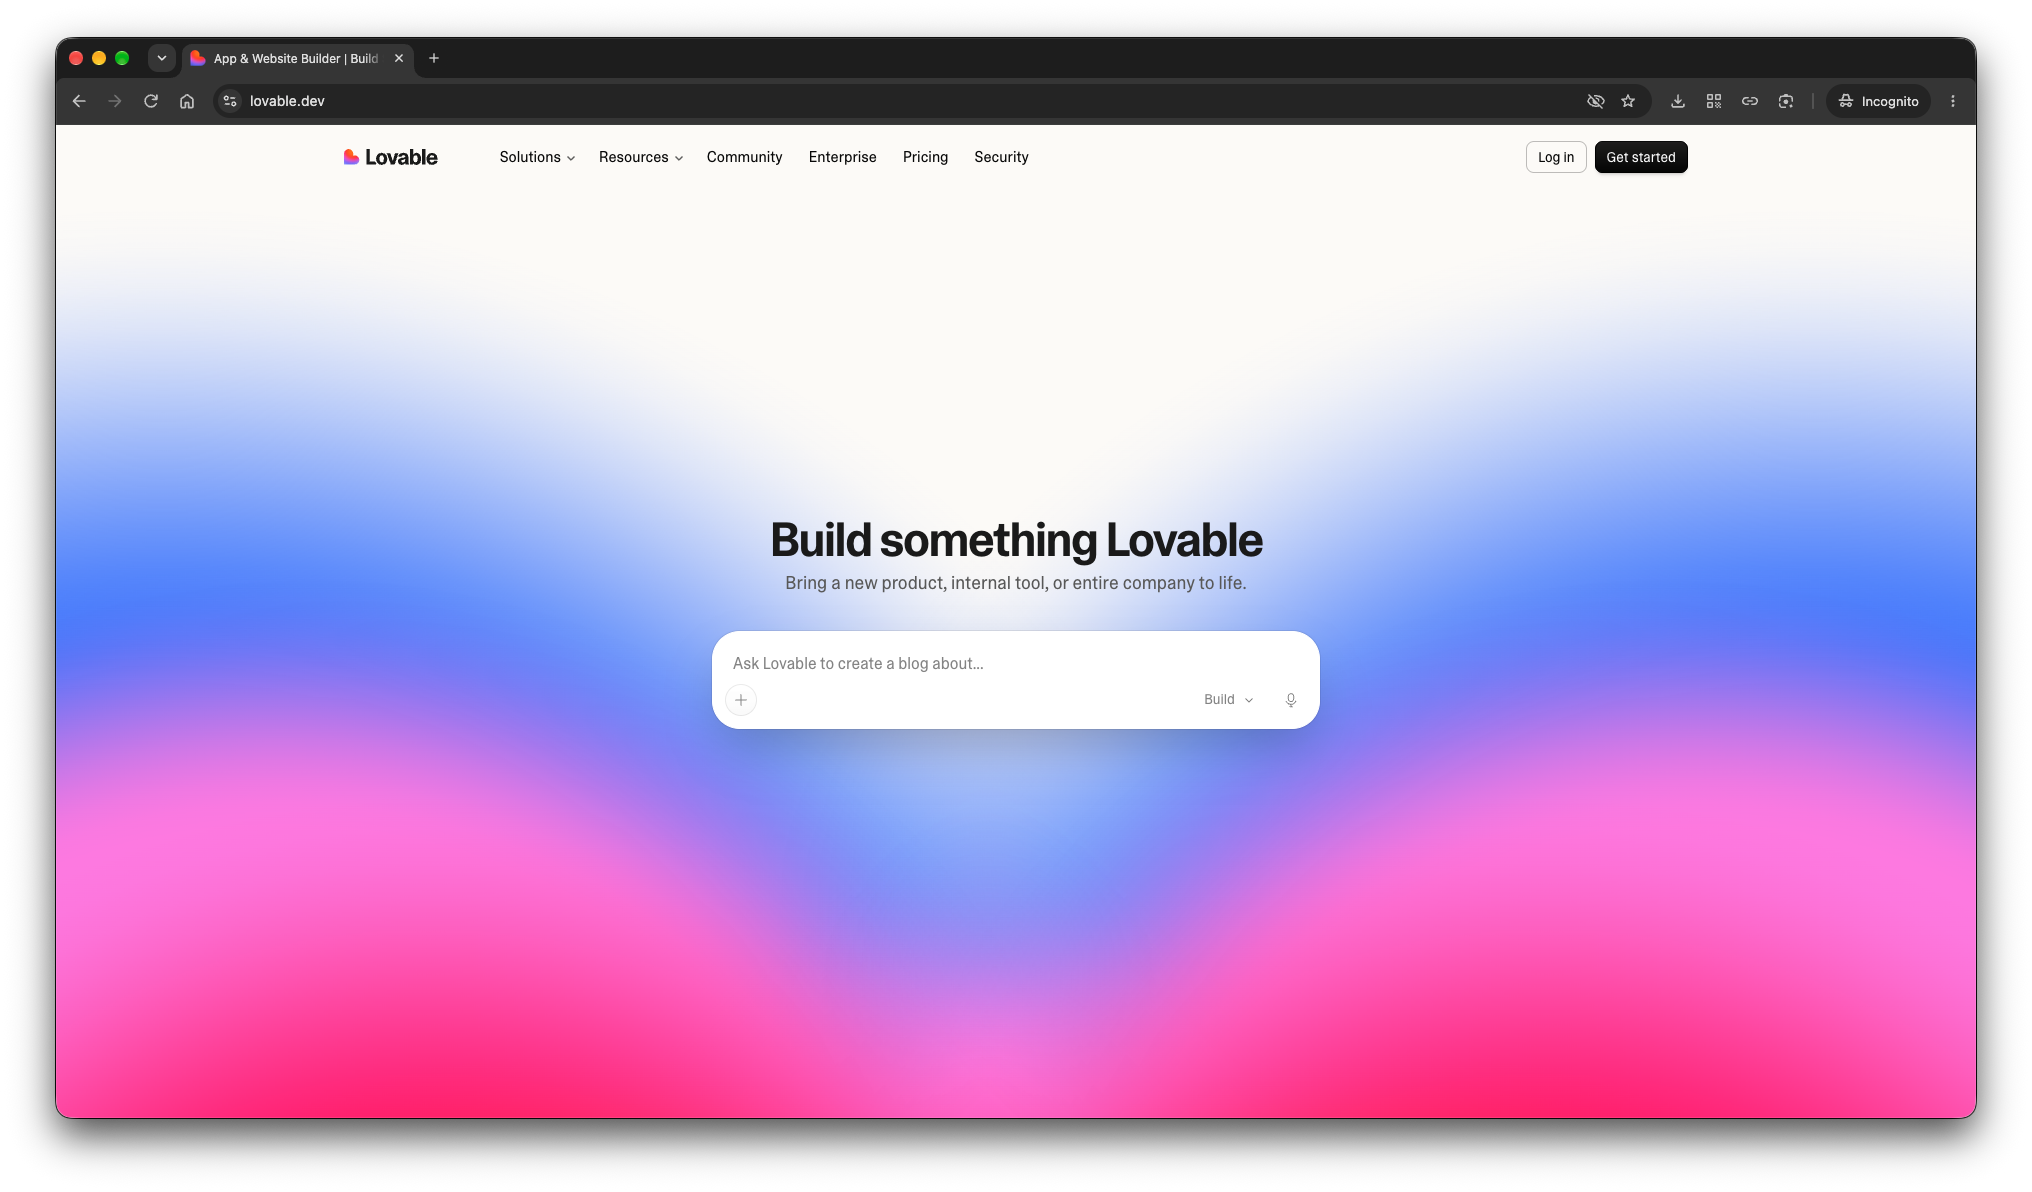 App & Website Builder | Build
lovable.dev
Incognito
Lovable
Solutions
Resources
Community
Enterprise
Pricing
Security
Log in
Get started
Build something Lovable
Bring a new product, internal tool, or entire company to life.
Ask Lovable to create a blog about...
Build